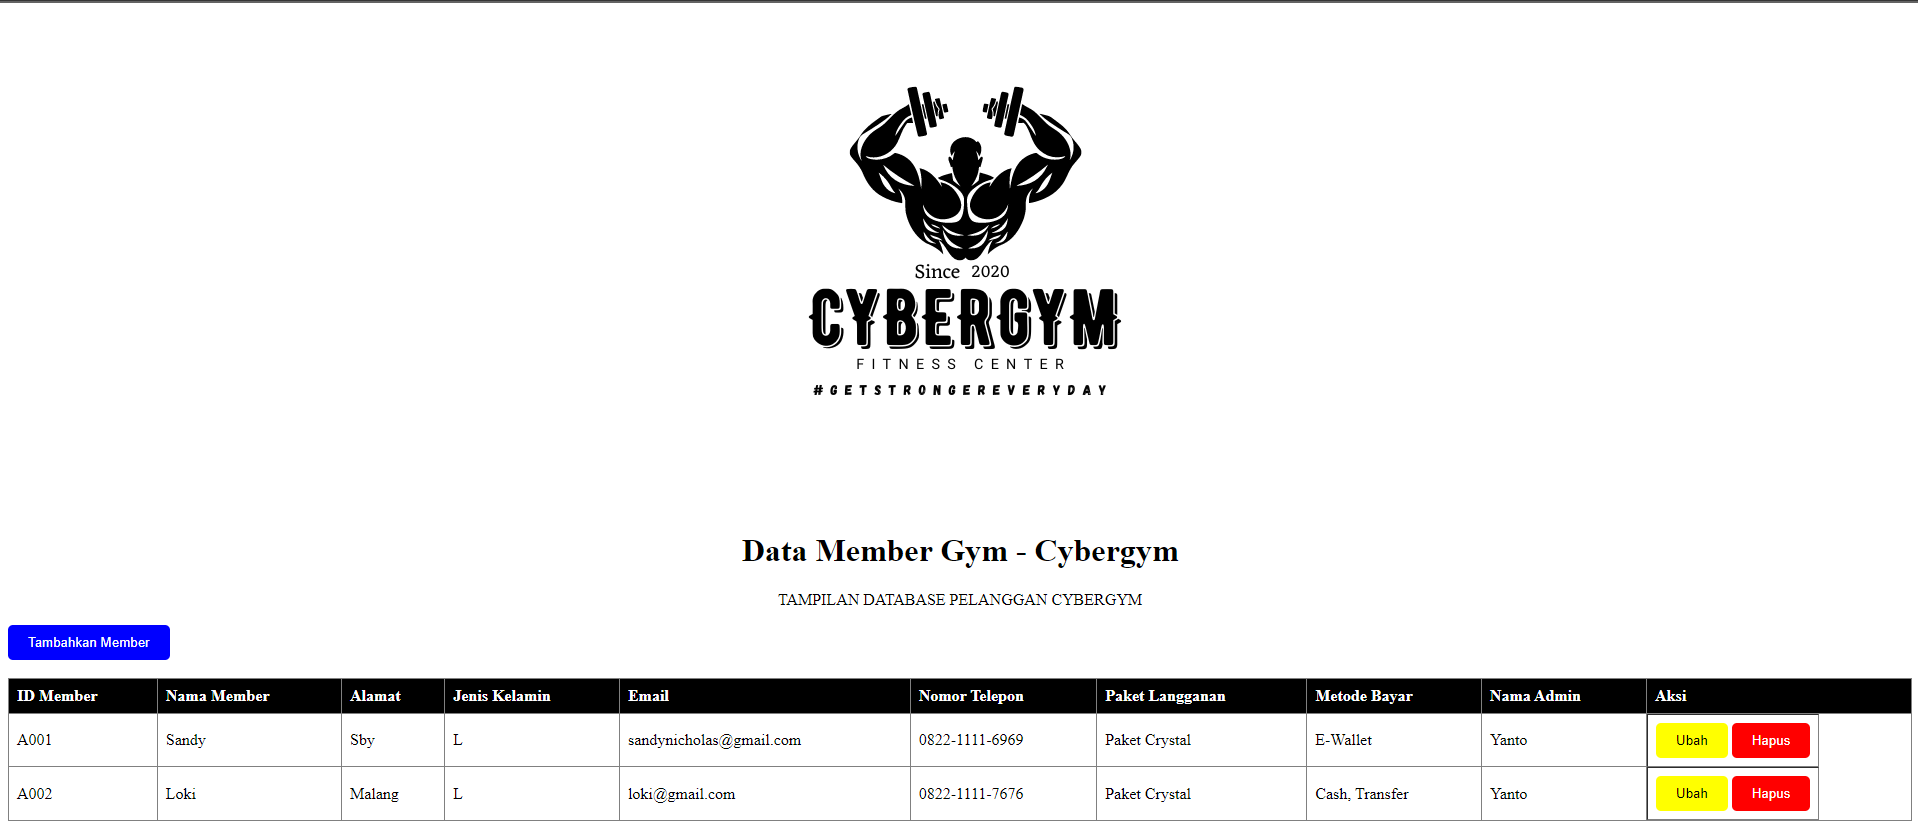 Since 2020
CYBERGYM
FITNESS CENTER
#GETSTRONGEREVERYDAY
Data Member Gym - Cybergym
TAMPILAN DATABASE PELANGGAN CYBERGYM
Tambahkan Member
ID Member Nama Member Alamat Jenis Kelamin Email Nomor Telepon Paket Langganan Metode Bayar Nama Admin Aksi
A001 Sandy Sby L sandynicholas@gmail.com 0822-1111-6969 Paket Crystal E-Wallet Yanto Ubah Hapus
A002 Loki Malang L loki@gmail.com 0822-1111-7676 Paket Crystal Cash, Transfer Yanto Ubah Hapus